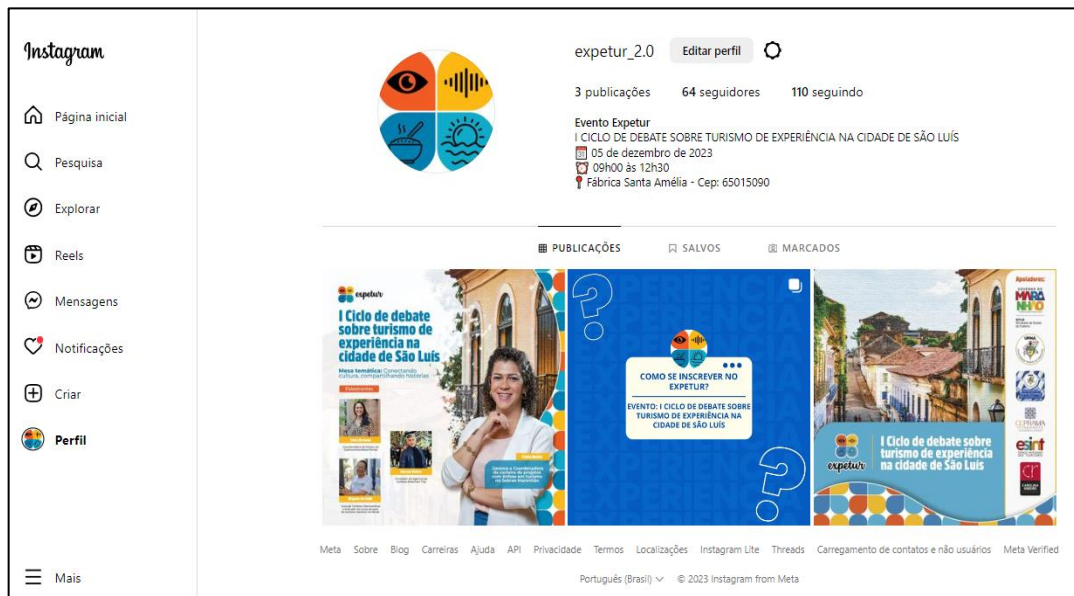 Instagram
Página inicial
Pesquisa
Explorar
Reels
Mensagens
Notificações
Criar
Perfil
Mais
expetur_2.0 Editar perfil
3 publicações 64 seguidores 110 seguindo
Evento Expetur
I CICLO DE DEBATE SOBRE TURISMO DE EXPERIÊNCIA NA CIDADE DE SÃO LUÍS
05 de dezembro de 2023
09h00 às 12h30
Fábrica Santa Amélia - Cep: 65015090
PUBLICAÇÕES SALVOS MARCADOS
expetur
I Ciclo de debate
sobre turismo de
experiência na
cidade de São Luís
Mesa temática: Conectando
cultura, compartilhando histórias
COMO SE INSCREVER NO
EXPETUR?
EVENTO: I CICLO DE DEBATE SOBRE
TURISMO DE EXPERIÊNCIA NA
CIDADE DE SÃO LUÍS
Apoiadores:
GOVERNO DO
MARANHÃO
UFMA
CEPRAMA
esint
cr
expetur
I Ciclo de debate sobre
turismo de experiência
na cidade de São Luís
Meta Sobre Blog Carreiras Ajuda API Privacidade Termos Localizações Instagram Lite Threads Carregamento de contatos e não usuários Meta Verified
Português (Brasil) © 2023 Instagram from Meta